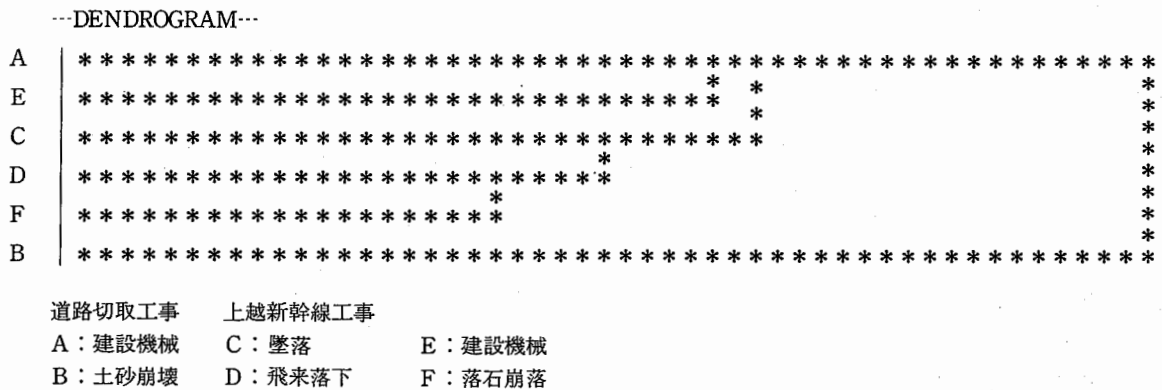 ---DENDROGRAM---
A
E
C
D
F
B
道路切取工事 上越新幹線工事
A:建設機械 C:墜落 E:建設機械
B:土砂崩壊 D:飛来落下 F:落石崩落